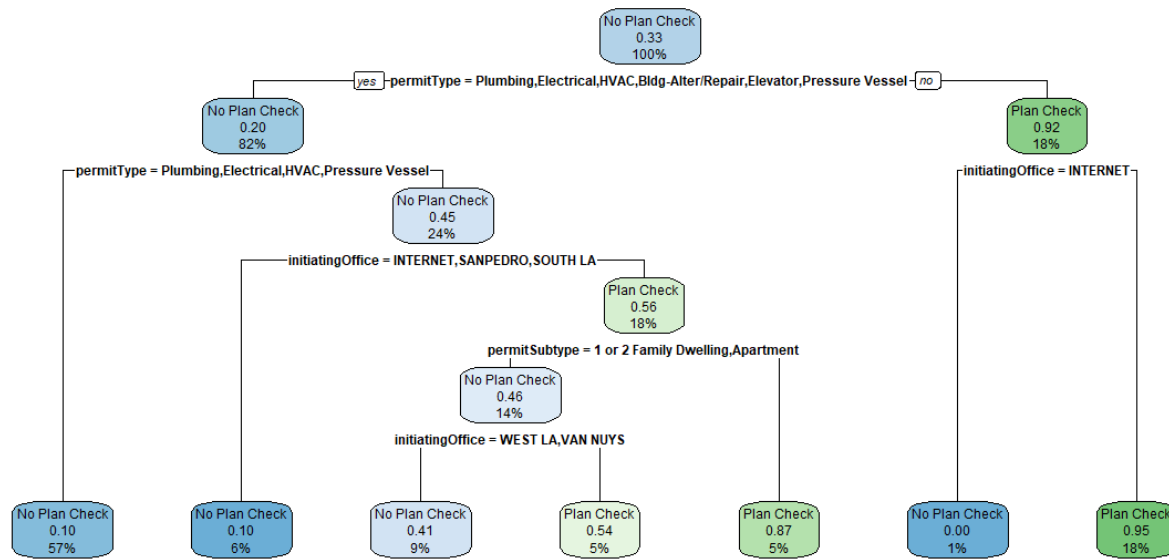 No Plan Check
0.33
100%
yes permitType = Plumbing,Electrical,HVAC,Bldg-Alter/Repair,Elevator,Pressure Vessel no
No Plan Check
0.20
82%
Plan Check
0.92
18%
permitType = Plumbing,Electrical,HVAC,Pressure Vessel
initiatingOffice = INTERNET
No Plan Check
0.45
24%
initiatingOffice = INTERNET,SANPEDRO,SOUTH LA
Plan Check
0.56
18%
permitSubtype = 1 or 2 Family Dwelling,Apartment
No Plan Check
0.46
14%
initiatingOffice = WEST LA,VAN NUYS
No Plan Check
0.10
57%
No Plan Check
0.10
6%
No Plan Check
0.41
9%
Plan Check
0.54
5%
Plan Check
0.87
5%
No Plan Check
0.00
1%
Plan Check
0.95
18%